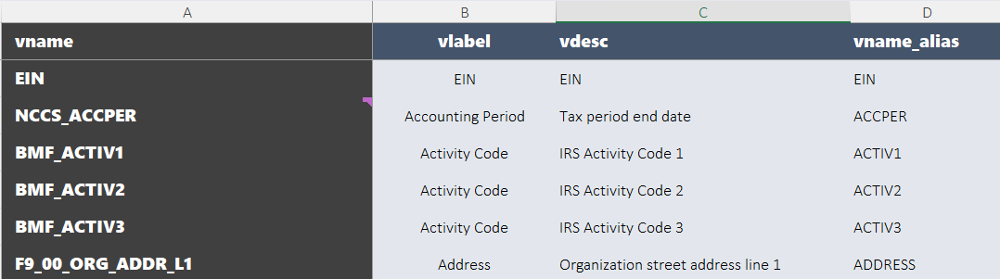 A B C D
vname vlabel vdesc vname_alias
EIN EIN EIN EIN
NCCS_ACCPER Accounting Period Tax period end date ACCPER
BMF_ACTIV1 Activity Code IRS Activity Code 1 ACTIV1
BMF_ACTIV2 Activity Code IRS Activity Code 2 ACTIV2
BMF_ACTIV3 Activity Code IRS Activity Code 3 ACTIV3
F9_00_ORG_ADDR_L1 Address Organization street address line 1 ADDRESS